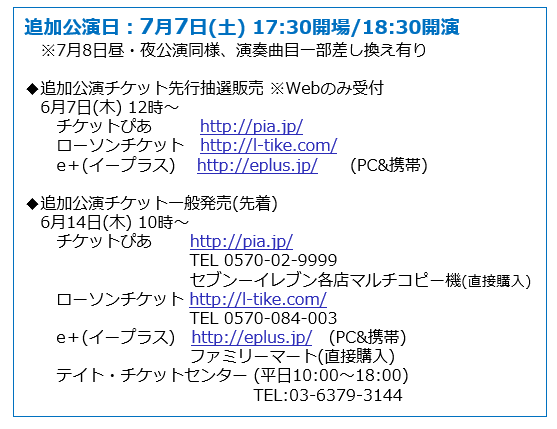 追加公演日：7月7日(土) 17:30開場/18:30開演
※7月8日昼・夜公演同様、演奏曲目一部差し換え有り
◆追加公演チケット先行抽選販売 ※Webのみ受付
6月7日(木) 12時～
チケットぴあ http://pia.jp/
ローソンチケット http://l-tike.com/
e＋(イープラス) http://eplus.jp/ (PC&携帯)
◆追加公演チケット一般発売(先着)
6月14日(木) 10時～
チケットぴあ http://pia.jp/
TEL 0570-02-9999
セブンーイレブン各店マルチコピー機(直接購入)
ローソンチケット http://l-tike.com/
TEL 0570-084-003
e＋(イープラス) http://eplus.jp/ (PC&携帯)
ファミリーマート(直接購入)
テイト・チケットセンター (平日10:00～18:00)
TEL:03-6379-3144